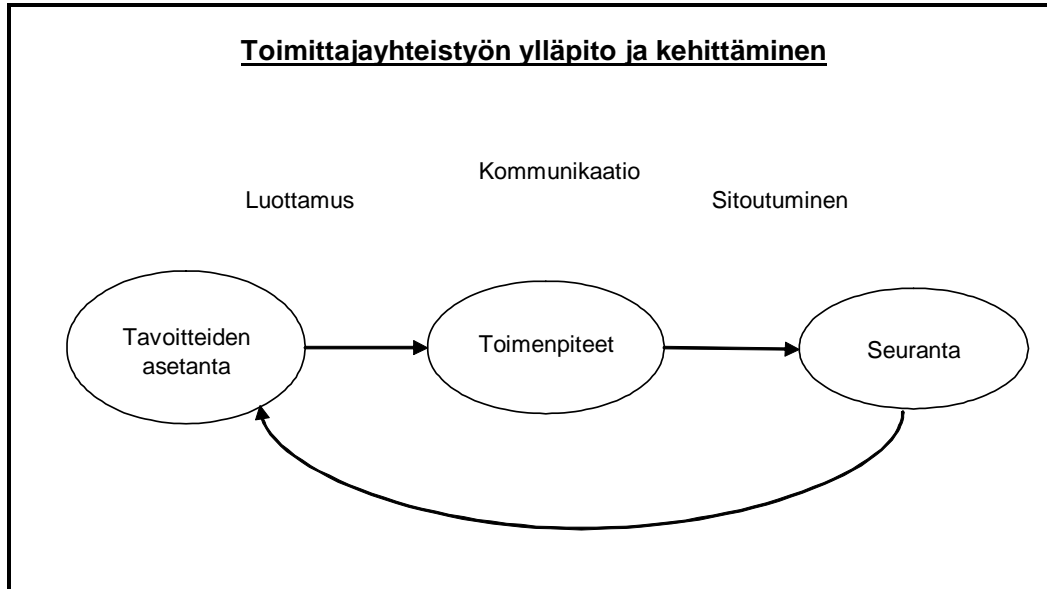 Toimittajayhteistyön ylläpito ja kehittäminen
Kommunikaatio
Luottamus
Sitoutuminen
Tavoitteiden
asetanta
Toimenpiteet
Seuranta